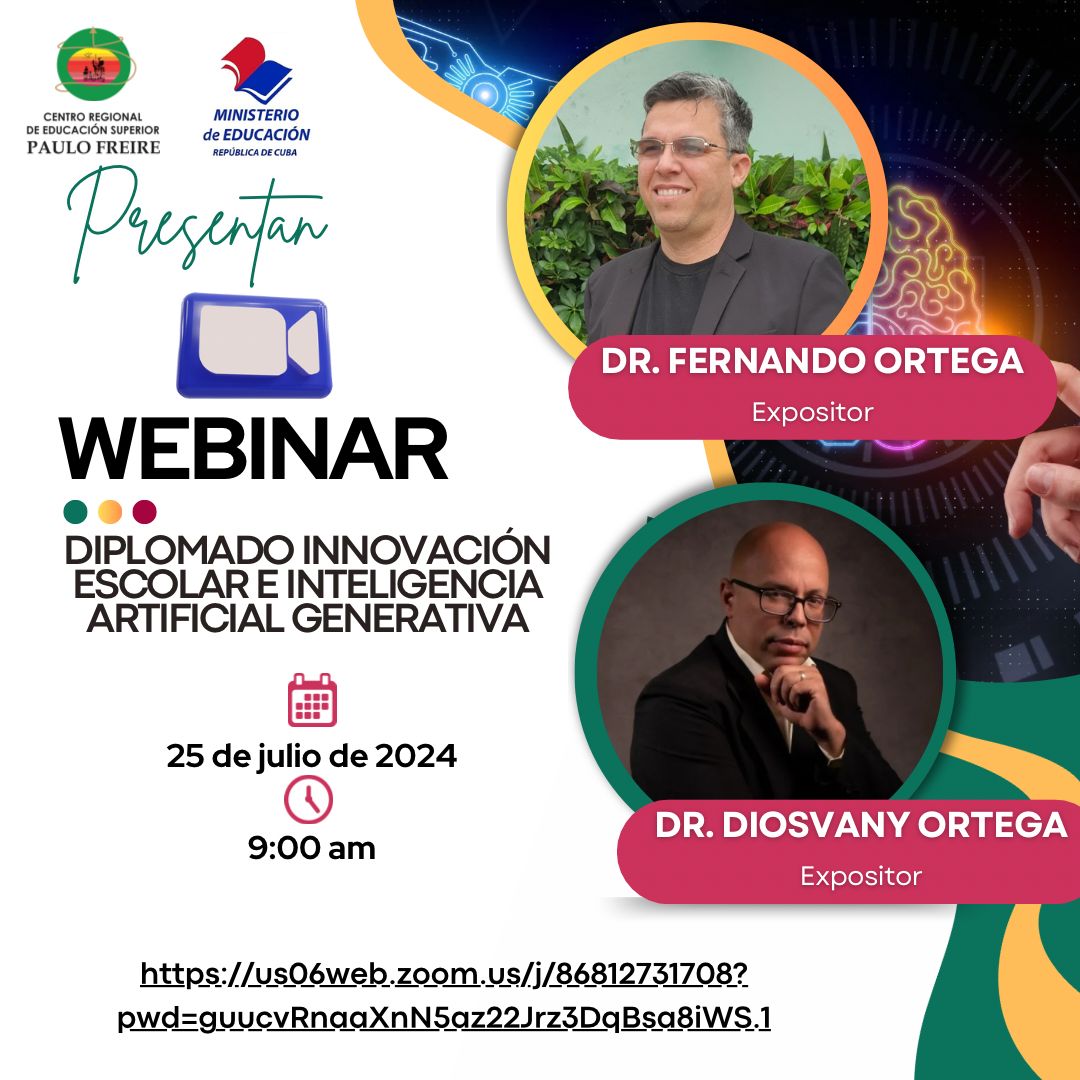 CENTRO REGIONAL
DE EDUCACIÓN SUPERIOR
PAULO FREIRE
MINISTERIO
de EDUCACIÓN
REPÚBLICA DE CUBA
Presentan
WEBINAR
DIPLOMADO INNOVACIÓN
ESCOLAR E INTELIGENCIA
ARTIFICIAL GENERATIVA
25 de julio de 2024
9:00 am
DR. FERNANDO ORTEGA
Expositor
DR. DIOSVANY ORTEGA
Expositor
https://us06web.zoom.us/j/86812731708?
pwd=guucvRnaaXnN5az22Jrz3DqBsa8iWS.1